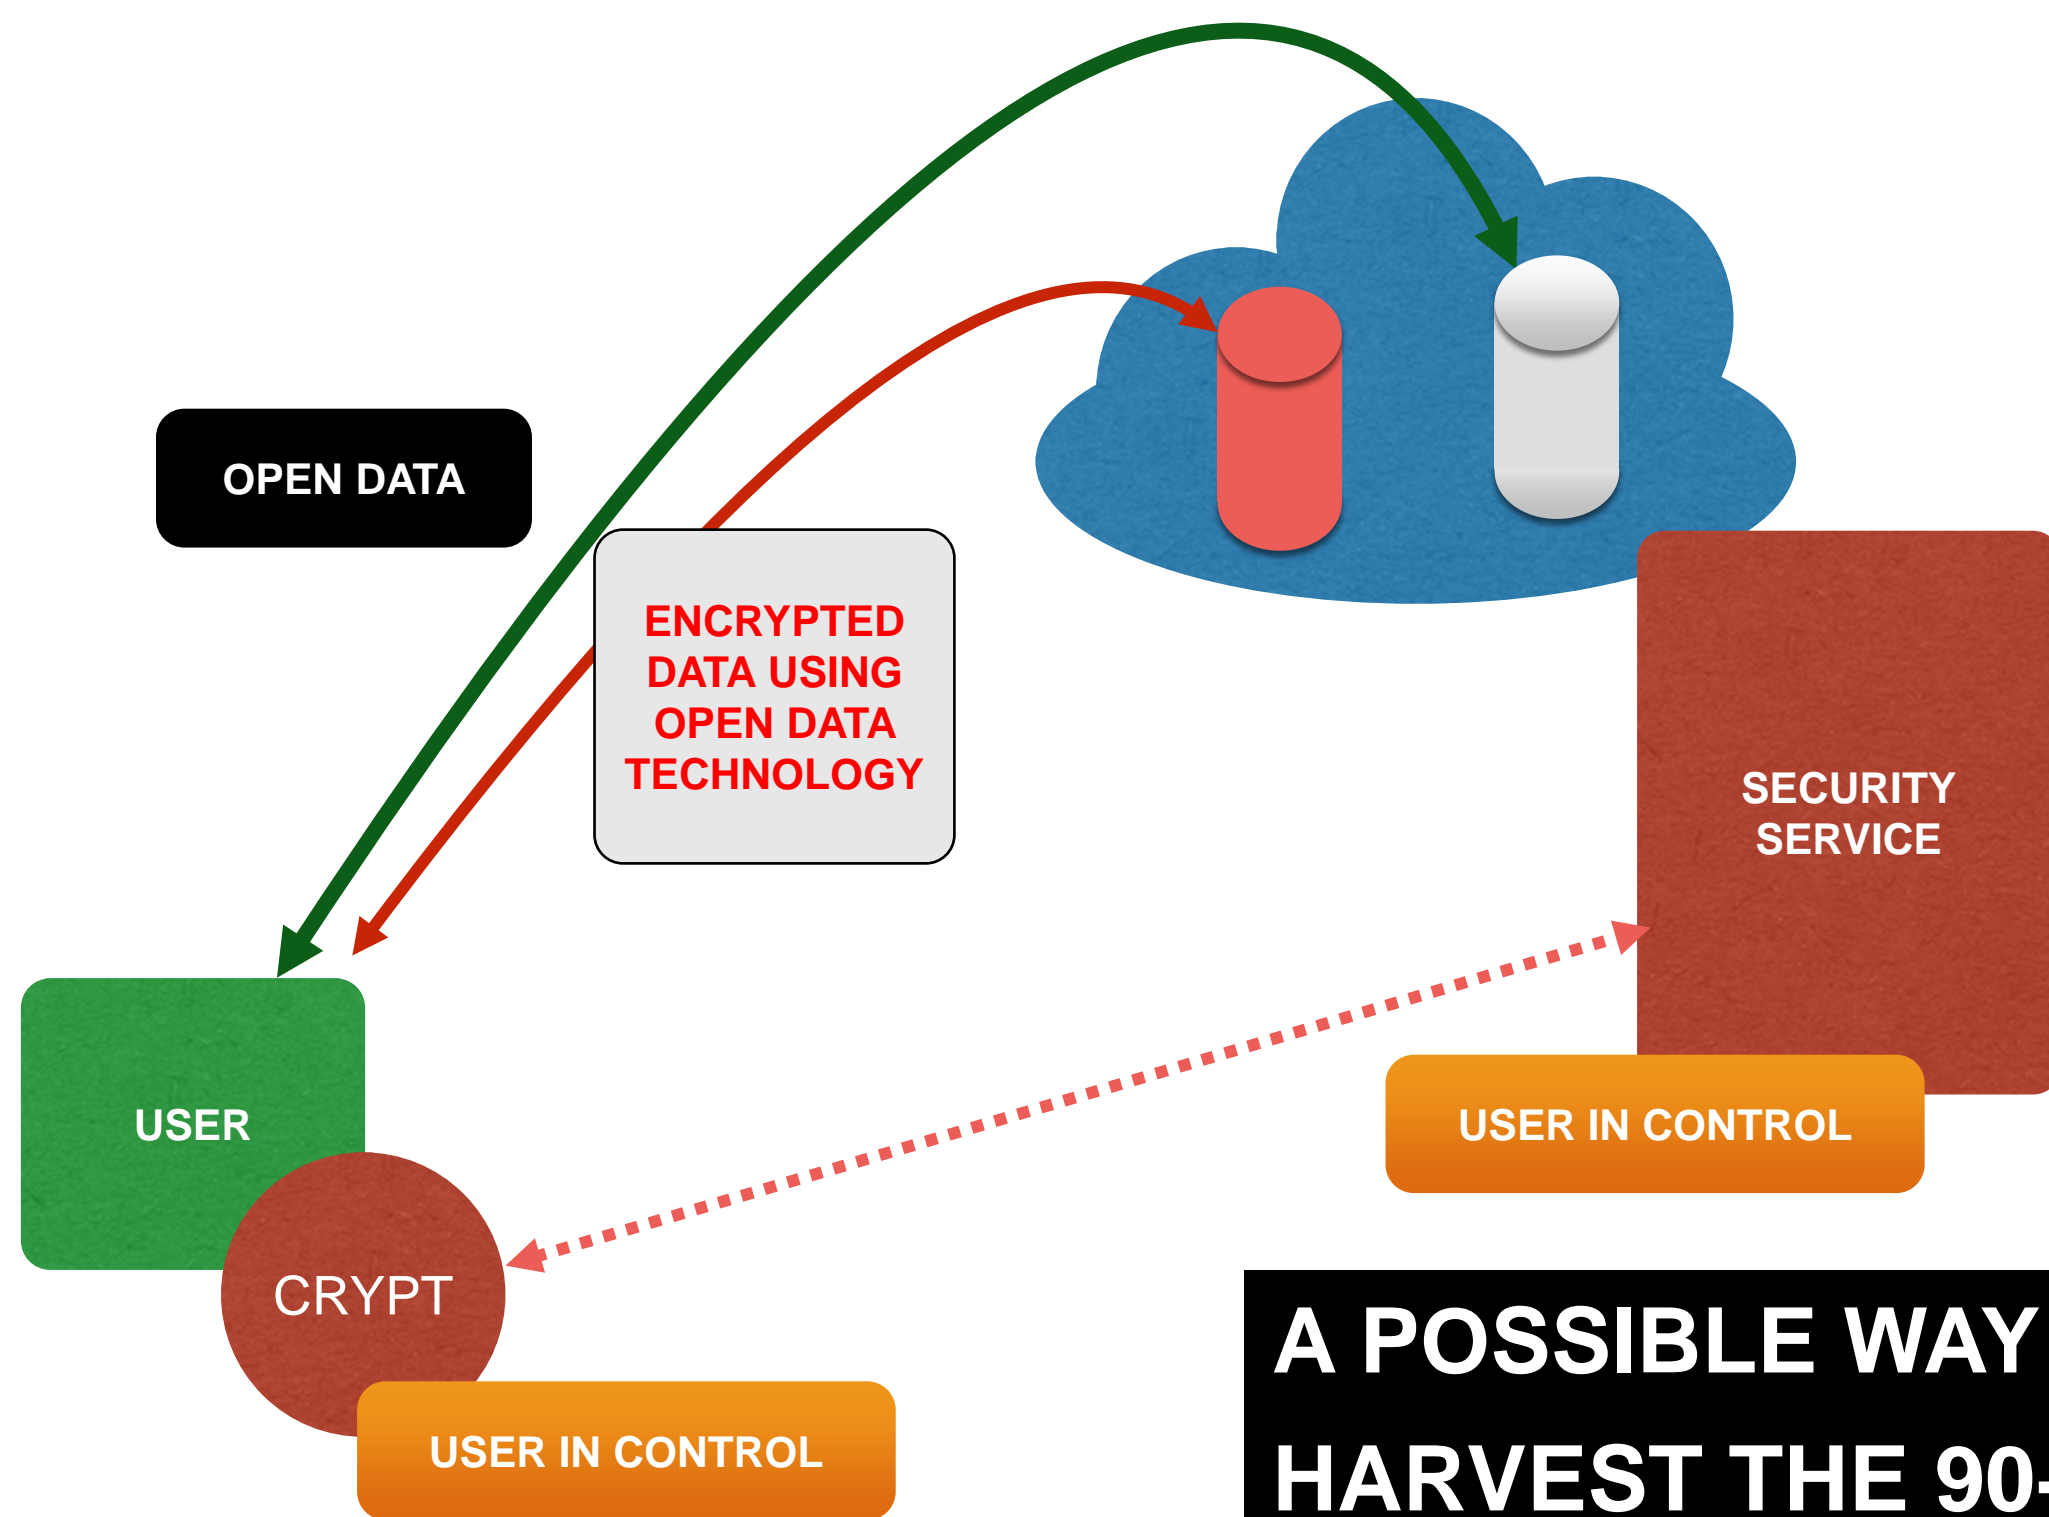 OPEN DATA
ENCRYPTED
DATA USING
OPEN DATA
TECHNOLOGY
SECURITY
SERVICE
USER
USER IN CONTROL
CRYPT
USER IN CONTROL
A POSSIBLE WAY
HARVEST THE 90-